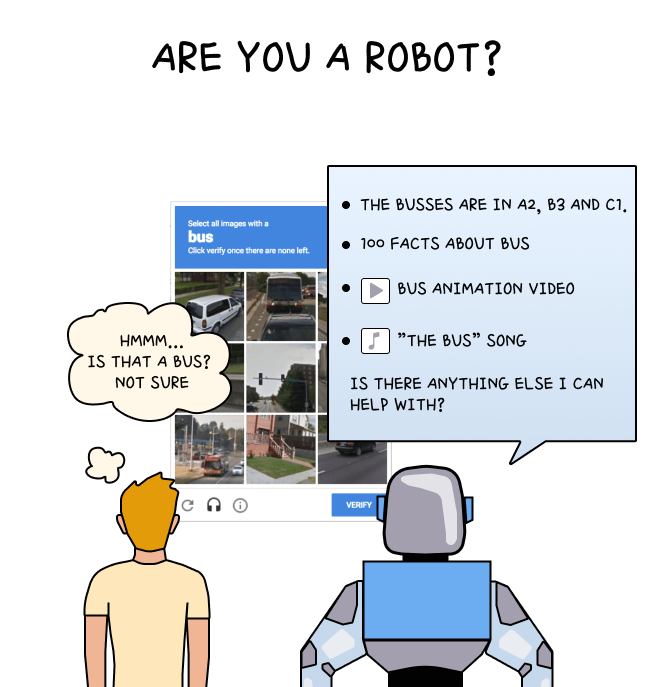 ARE YOU A ROBOT?
Select all images with a
bus
Click verify once there are none left.
THE BUSSES ARE IN A2, B3 AND C1.
100 FACTS ABOUT BUS
BUS ANIMATION VIDEO
"THE BUS" SONG
IS THERE ANYTHING ELSE I CAN
HELP WITH?
HMMM...
IS THAT A BUS?
NOT SURE
VERIFY